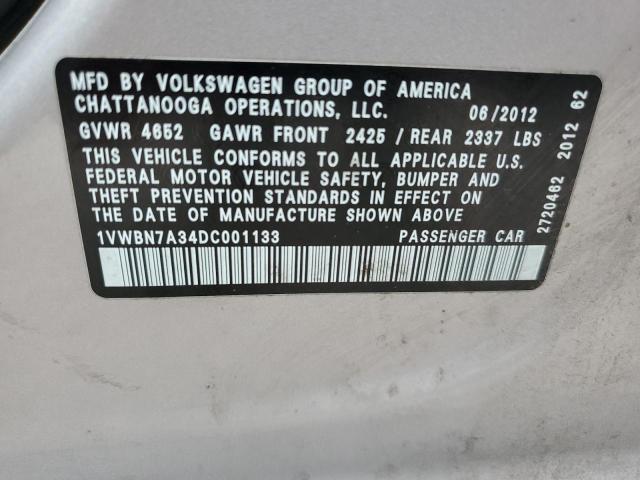 MFD BY VOLKSWAGEN GROUP OF AMERICA
CHATTANOOGA OPERATIONS, LLC. 06/2012
GVWR 4652 GAWR FRONT 2425 / REAR 2337 LBS
THIS VEHICLE CONFORMS TO ALL APPLICABLE U.S.
FEDERAL MOTOR VEHICLE SAFETY, BUMPER AND
THEFT PREVENTION STANDARDS IN EFFECT ON
THE DATE OF MANUFACTURE SHOWN ABOVE
1VWBN7A34DC001133 PASSENGER CAR
2720462 2012 62